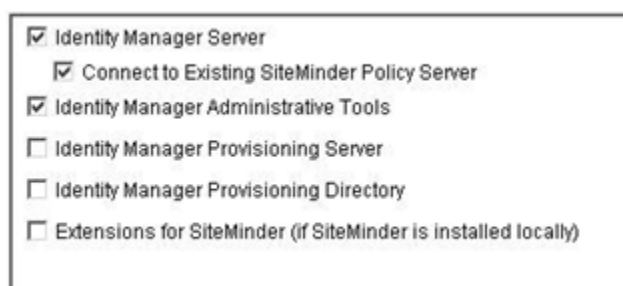 Identity Manager Server
Connect to Existing SiteMinder Policy Server
Identity Manager Administrative Tools
Identity Manager Provisioning Server
Identity Manager Provisioning Directory
Extensions for SiteMinder (if SiteMinder is installed locally)